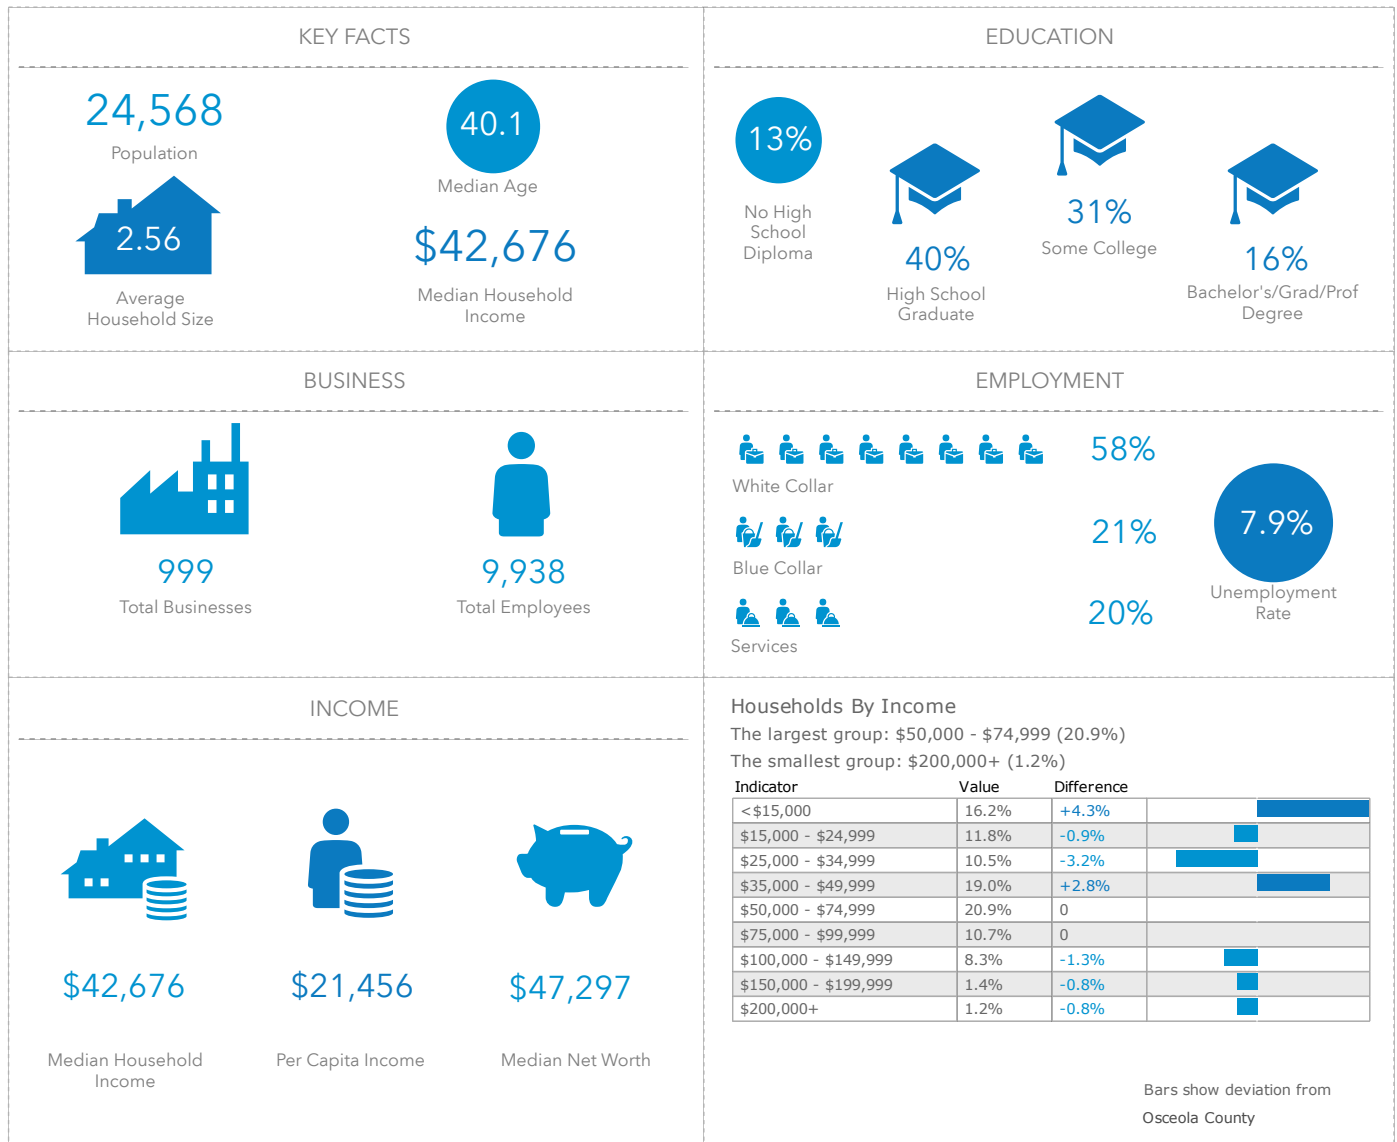 KEY FACTS
24,568
Population
40.1
Median Age
2.56
Average
Household Size
$42,676
Median Household
Income
EDUCATION
13%
No High
School
Diploma
40%
High School
Graduate
31%
Some College
16%
Bachelor's/Grad/Prof
Degree
BUSINESS
999
Total Businesses
9,938
Total Employees
EMPLOYMENT
58%
White Collar
21%
Blue Collar
20%
Services
7.9%
Unemployment
Rate
INCOME
$42,676
Median Household
Income
$21,456
Per Capita Income
$47,297
Median Net Worth
Households By Income
The largest group: $50,000 - $74,999 (20.9%)
The smallest group: $200,000+ (1.2%)
Indicator Value Difference
<$15,000 16.2% +4.3%
$15,000 - $24,999 11.8% -0.9%
$25,000 - $34,999 10.5% -3.2%
$35,000 - $49,999 19.0% +2.8%
$50,000 - $74,999 20.9% 0
$75,000 - $99,999 10.7% 0
$100,000 - $149,999 8.3% -1.3%
$150,000 - $199,999 1.4% -0.8%
$200,000+ 1.2% -0.8%
Bars show deviation from
Osceola County